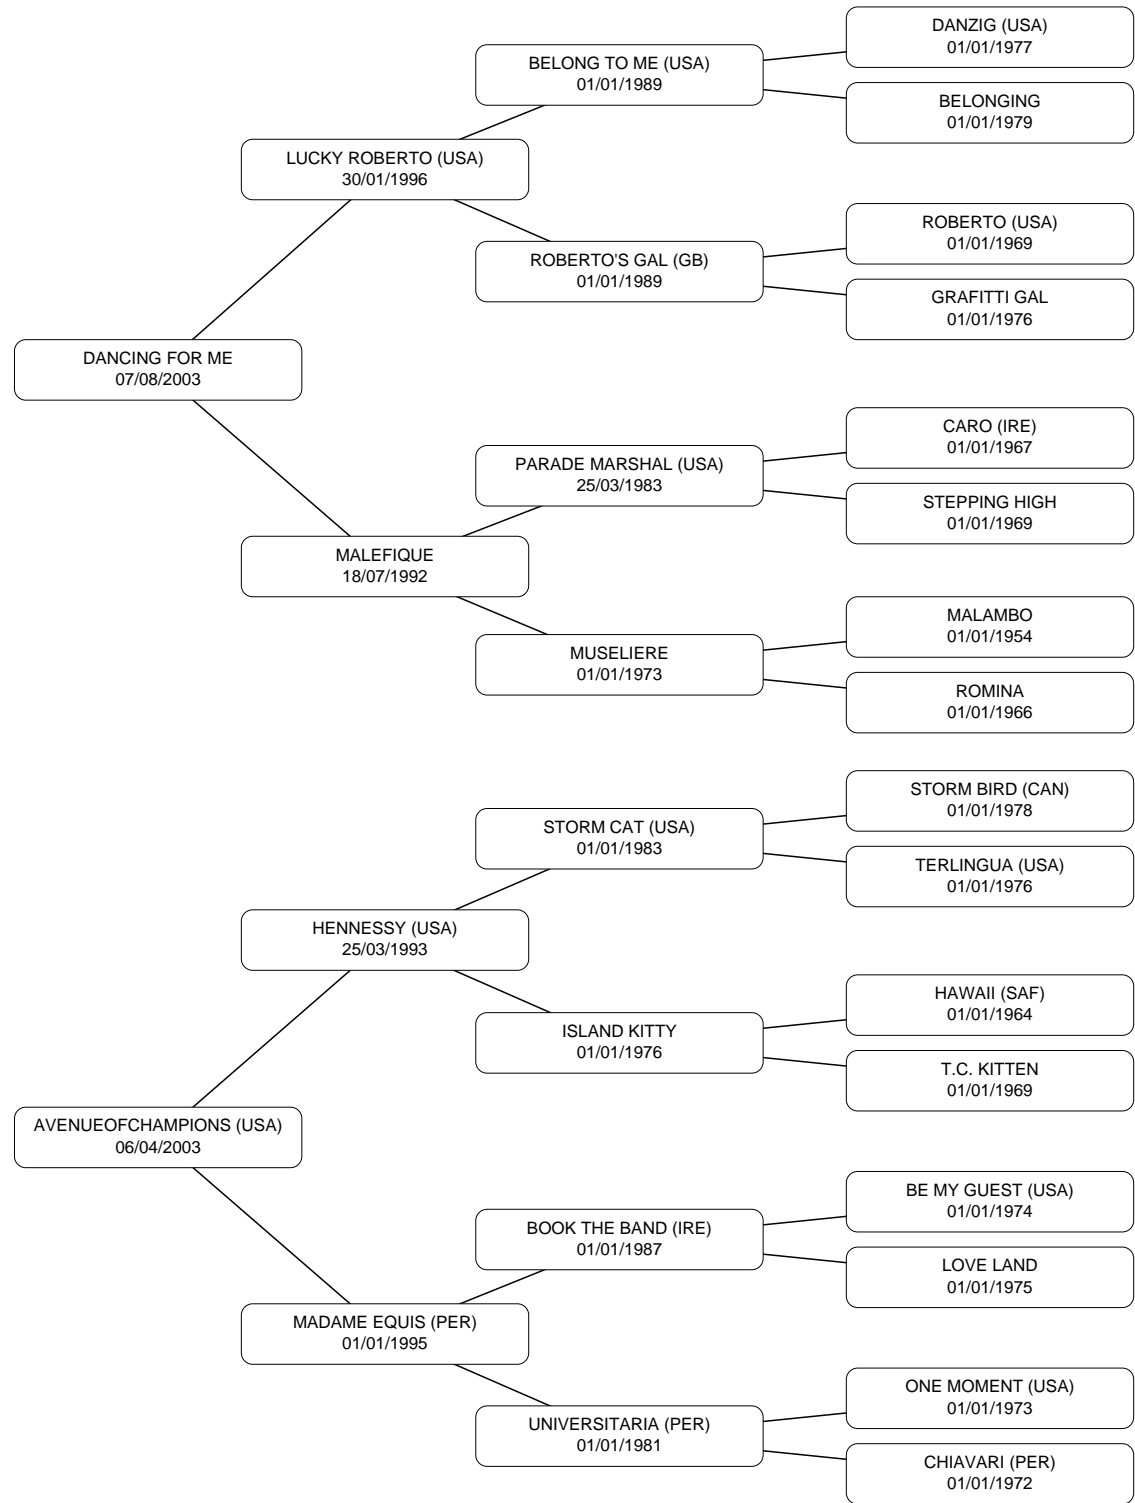 DANZIG (USA)
01/01/1977
BELONG TO ME (USA)
01/01/1989
BELONGING
01/01/1979
LUCKY ROBERTO (USA)
30/01/1996
ROBERTO (USA)
01/01/1969
ROBERTO'S GAL (GB)
01/01/1989
GRAFITTI GAL
01/01/1976
DANCING FOR ME
07/08/2003
CARO (IRE)
01/01/1967
PARADE MARSHAL (USA)
25/03/1983
STEPPING HIGH
01/01/1969
MALEFIQUE
18/07/1992
MALAMBO
01/01/1954
MUSELIERE
01/01/1973
ROMINA
01/01/1966
STORM BIRD (CAN)
01/01/1978
STORM CAT (USA)
01/01/1983
TERLINGUA (USA)
01/01/1976
HENNESSY (USA)
25/03/1993
HAWAII (SAF)
01/01/1964
ISLAND KITTY
01/01/1976
T.C. KITTEN
01/01/1969
AVENUEOFCHAMPIONS (USA)
06/04/2003
BE MY GUEST (USA)
01/01/1974
BOOK THE BAND (IRE)
01/01/1987
LOVE LAND
01/01/1975
MADAME EQUIS (PER)
01/01/1995
ONE MOMENT (USA)
01/01/1973
UNIVERSITARIA (PER)
01/01/1981
CHIAVARI (PER)
01/01/1972